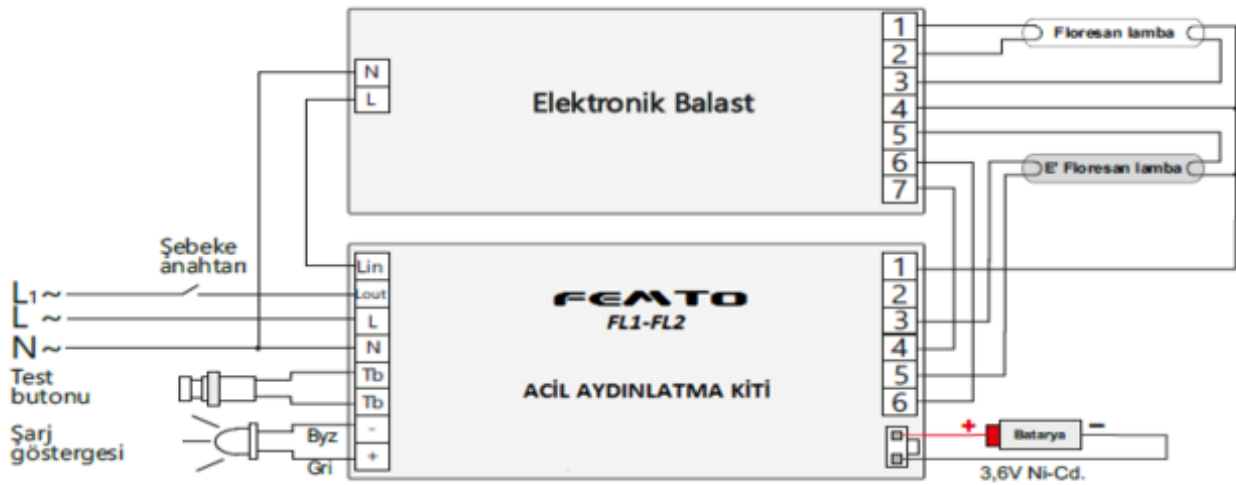 Elektronik Balast
N
L
1
2
3
4
5
6
7
Floresan lamba
E' Floresan lamba
Şebeke
anahtarı
L1~
L ~
N~
Test
butonu
Şarj
göstergesi
Byz
Gri
Lin
Lout
L
N
Tb
Tb
-
+
FEMTO
FL1-FL2
ACİL AYDINLATMA KİTİ
1
2
3
4
5
6
+
Batarya
-
3,6V Ni-Cd.